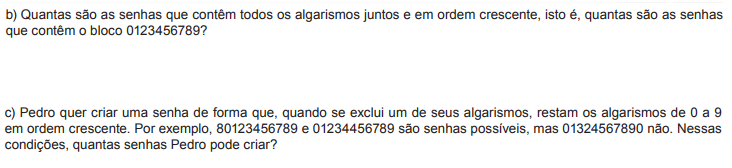 b) Quantas são as senhas que contêm todos os algarismos juntos e em ordem crescente, isto é, quantas são as senhas
que contêm o bloco 0123456789?
c) Pedro quer criar uma senha de forma que, quando se exclui um de seus algarismos, restam os algarismos de 0 a 9
em ordem crescente. Por exemplo, 80123456789 e 01234456789 são senhas possíveis, mas 01324567890 não. Nessas
condições, quantas senhas Pedro pode criar?